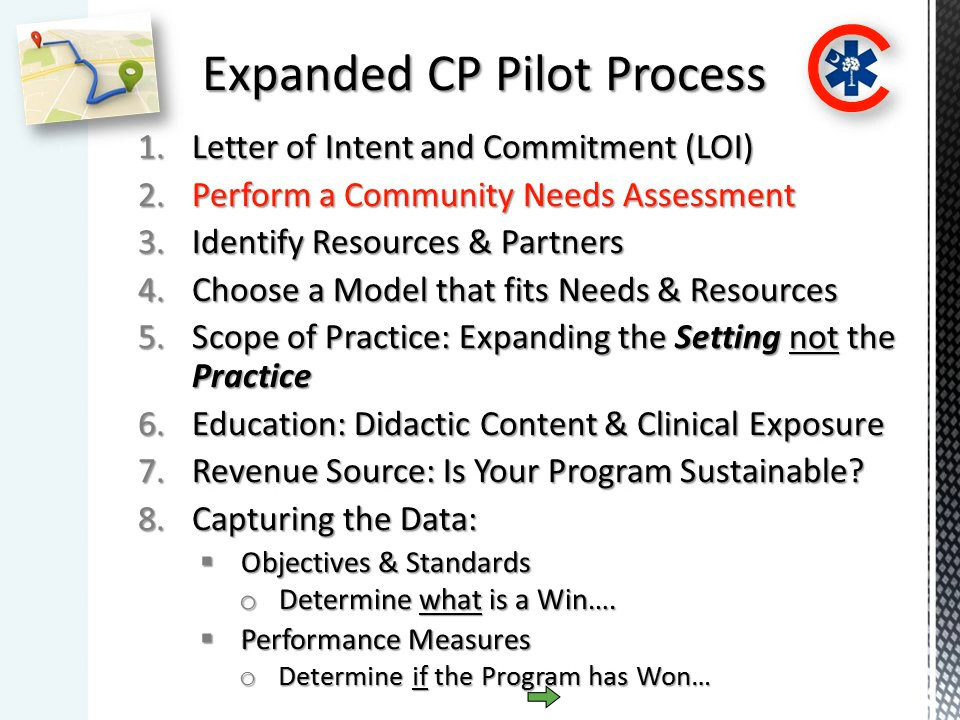 Expanded CP Pilot Process
1. Letter of Intent and Commitment (LOI)
2. Perform a Community Needs Assessment
3. Identify Resources & Partners
4. Choose a Model that fits Needs & Resources
5. Scope of Practice: Expanding the Setting not the
Practice
6. Education: Didactic Content & Clinical Exposure
7. Revenue Source: Is Your Program Sustainable?
8. Capturing the Data:
▪ Objectives & Standards
o Determine what is a Win....
▪ Performance Measures
o Determine if the Program has Won...